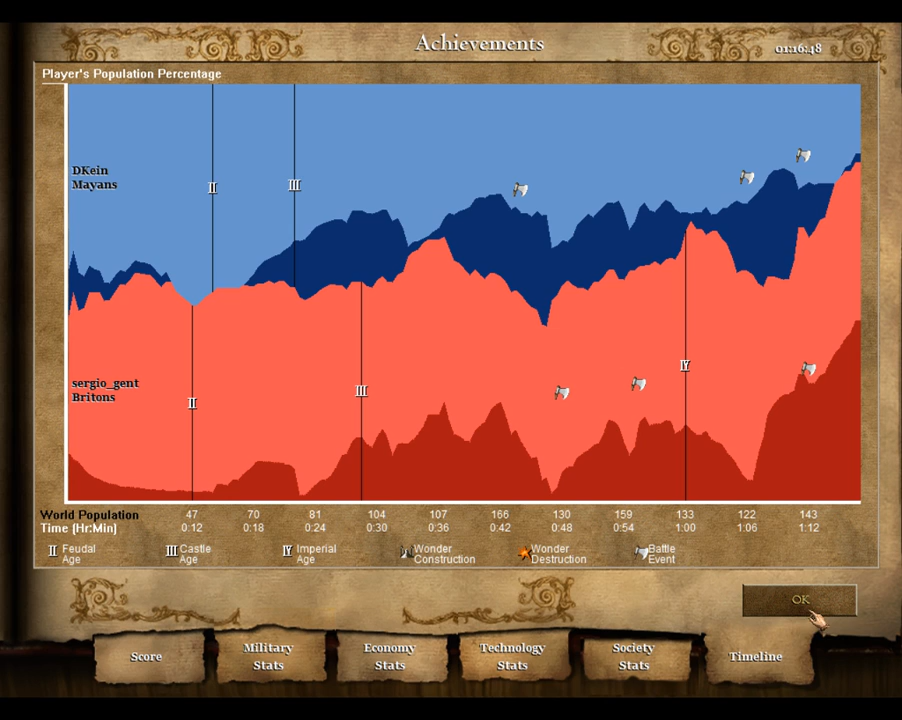 Achievements
01:16:48
Player's Population Percentage
DKein
Mayans
II
III
sergio_gent
Britons
II
III
IV
World Population 47 70 81 104 107 166 130 159 133 122 143
Time (Hr:Min) 0:12 0:18 0:24 0:30 0:36 0:42 0:48 0:54 1:00 1:06 1:12
II Feudal Age
III Castle Age
IV Imperial Age
Wonder Construction
Wonder Destruction
Battle Event
OK
Score
Military Stats
Economy Stats
Technology Stats
Society Stats
Timeline